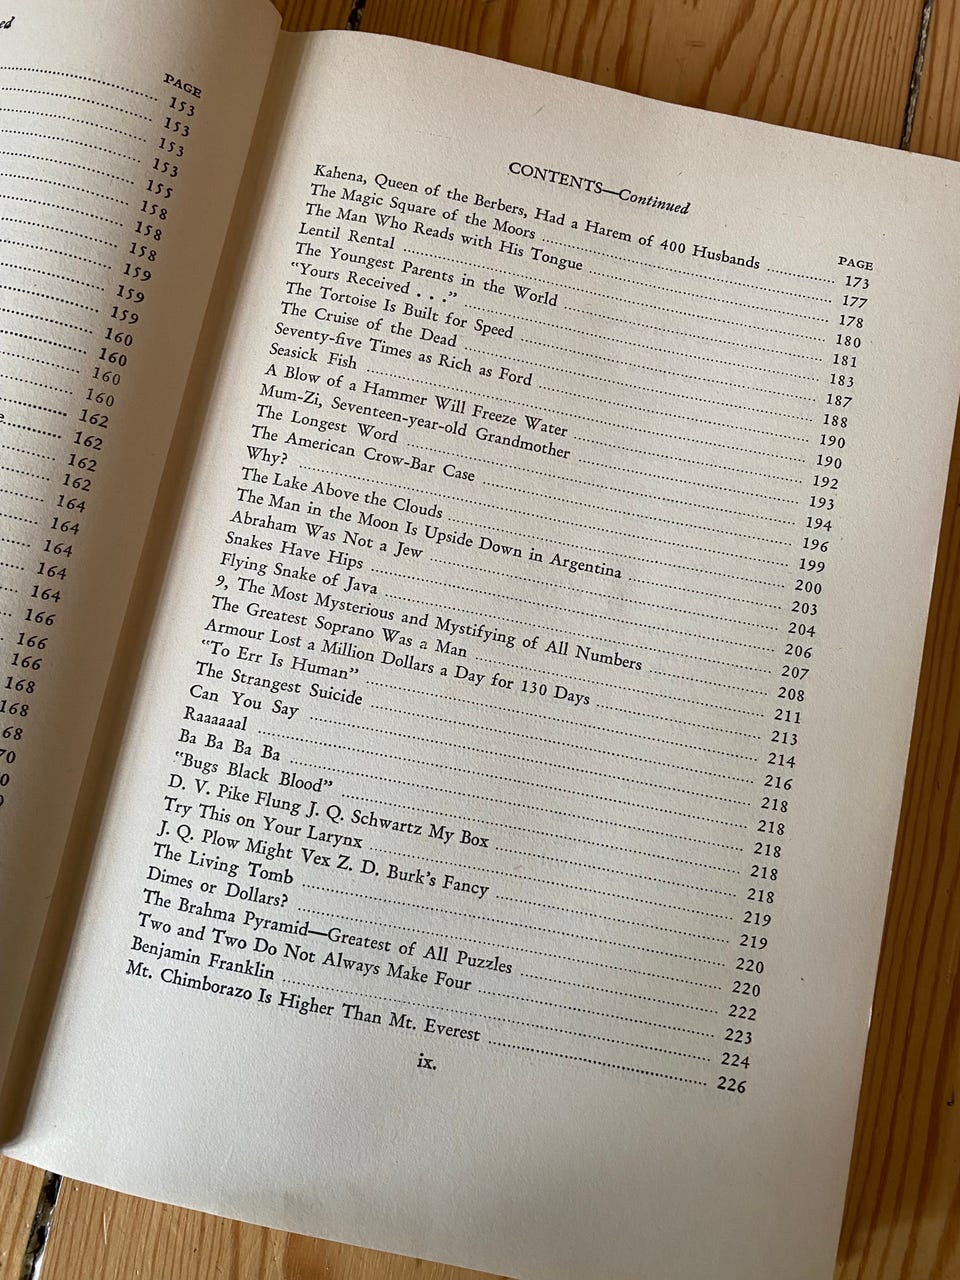 ed
PAGE
153
153
153
153
155
158
158
158
159
159
159
160
160
160
160
162
e. 162
162
162
164
164
164
164
164
166
166
166
168
168
68
70
0
CONTENTS—Continued
PAGE
Kahena, Queen of the Berbers, Had a Harem of 400 Husbands 173
The Magic Square of the Moors 177
The Man Who Reads with His Tongue 178
Lentil Rental 180
The Youngest Parents in the World 181
"Yours Received . . ." 183
The Tortoise Is Built for Speed 187
The Cruise of the Dead 188
Seventy-five Times as Rich as Ford 190
Seasick Fish 190
A Blow of a Hammer Will Freeze Water 192
Mum-Zi, Seventeen-year-old Grandmother 193
The Longest Word 194
The American Crow-Bar Case 196
Why? 199
The Lake Above the Clouds 200
The Man in the Moon Is Upside Down in Argentina 203
Abraham Was Not a Jew 204
Snakes Have Hips 206
Flying Snake of Java 207
9, The Most Mysterious and Mystifying of All Numbers 208
The Greatest Soprano Was a Man 211
Armour Lost a Million Dollars a Day for 130 Days 213
"To Err Is Human" 214
The Strangest Suicide 216
Can You Say 218
Raaaaaal 218
Ba Ba Ba Ba 218
"Bugs Black Blood" 218
D. V. Pike Flung J. Q. Schwartz My Box 218
Try This on Your Larynx 219
J. Q. Plow Might Vex Z. D. Burk's Fancy 219
The Living Tomb 220
Dimes or Dollars? 220
The Brahma Pyramid—Greatest of All Puzzles 222
Two and Two Do Not Always Make Four 223
Benjamin Franklin 224
Mt. Chimborazo Is Higher Than Mt. Everest 226
ix.